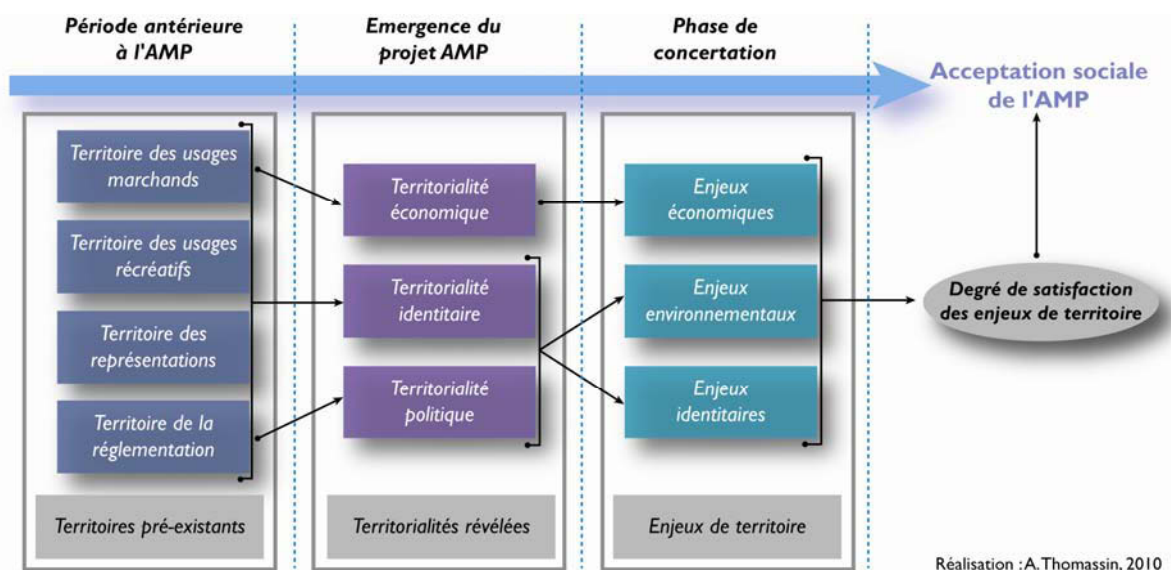 Période antérieure
à l'AMP
Emergence du
projet AMP
Phase de
concertation
Acceptation sociale
de l'AMP
Territoire des usages
marchands
Territoire des usages
récréatifs
Territoire des
représentations
Territoire de la
réglementation
Territoires pré-existants
Territorialité
économique
Territorialité
identitaire
Territorialité
politique
Territorialités révélées
Enjeux
économiques
Enjeux
environnementaux
Enjeux
identitaires
Enjeux de territoire
Degré de satisfaction
des enjeux de territoire
Réalisation : A. Thomassin, 2010